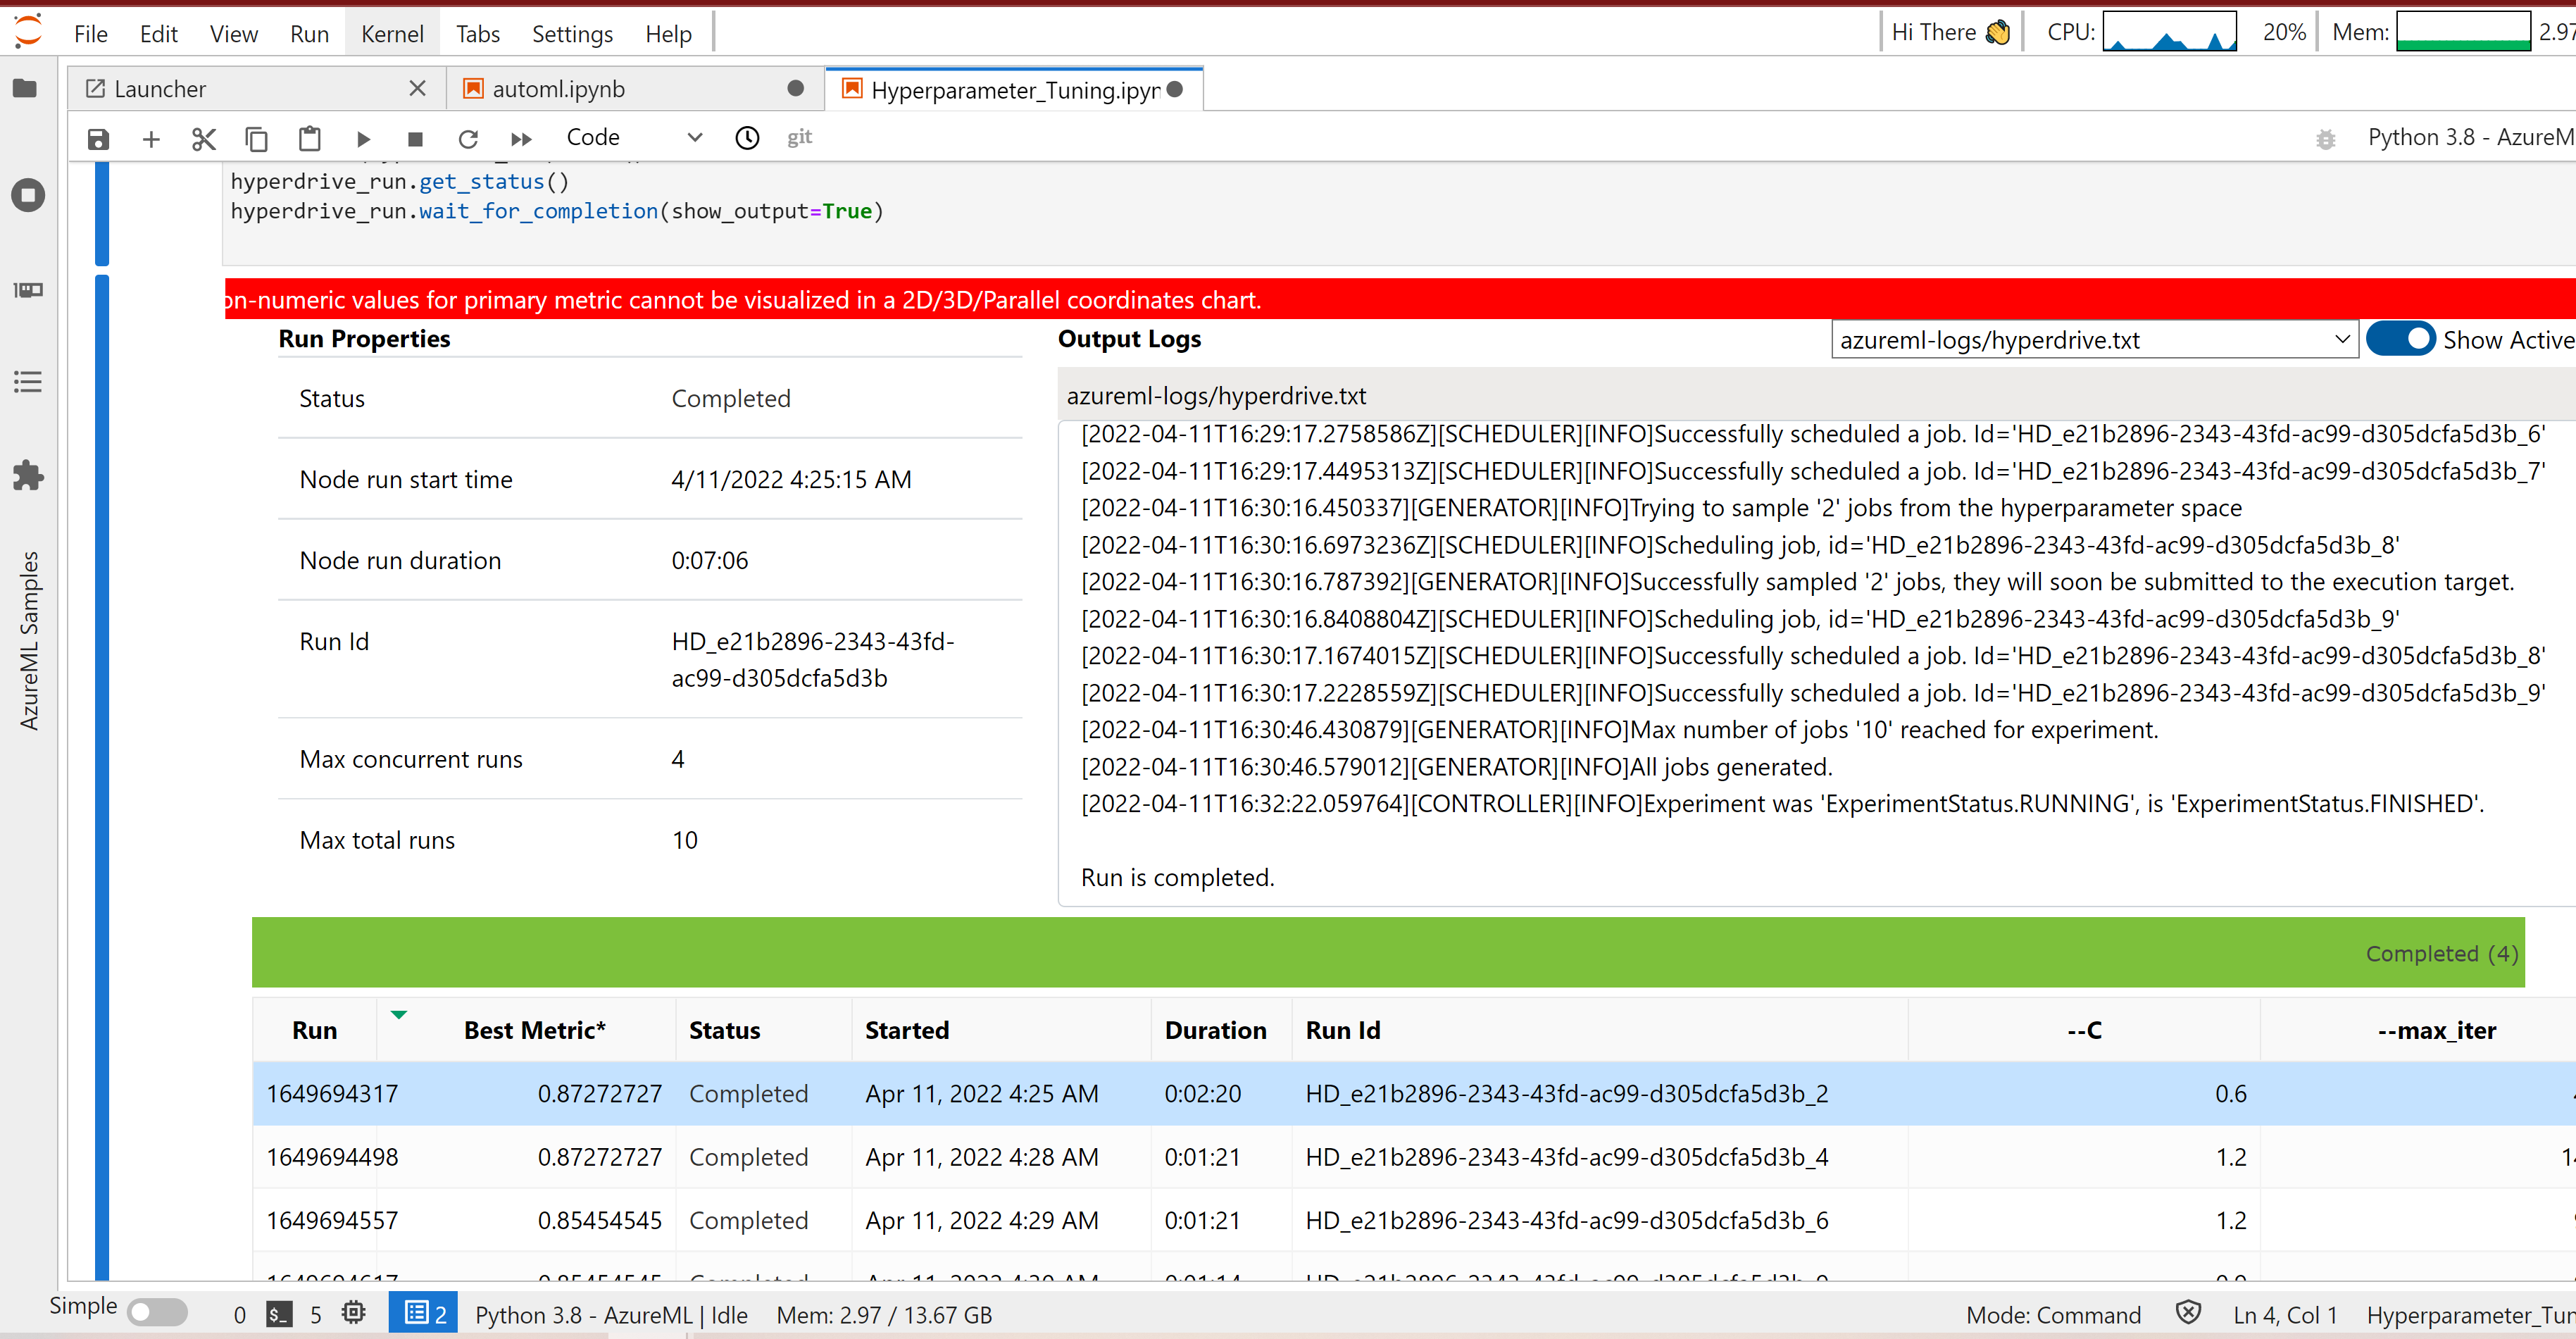 File Edit View Run Kernel Tabs Settings Help
Hi There 👋 CPU: 20% Mem: 2.97
Launcher
automl.ipynb
Hyperparameter_Tuning.ipyn
Code
git
Python 3.8 - AzureM
hyperdrive_run.get_status()
hyperdrive_run.wait_for_completion(show_output=True)
on-numeric values for primary metric cannot be visualized in a 2D/3D/Parallel coordinates chart.
Run Properties
Status Completed
Node run start time 4/11/2022 4:25:15 AM
Node run duration 0:07:06
Run Id HD_e21b2896-2343-43fd-
ac99-d305dcfa5d3b
Max concurrent runs 4
Max total runs 10
Output Logs
azureml-logs/hyperdrive.txt
Show Active
azureml-logs/hyperdrive.txt
[2022-04-11T16:29:17.2758586Z][SCHEDULER][INFO]Successfully scheduled a job. Id='HD_e21b2896-2343-43fd-ac99-d305dcfa5d3b_6'
[2022-04-11T16:29:17.4495313Z][SCHEDULER][INFO]Successfully scheduled a job. Id='HD_e21b2896-2343-43fd-ac99-d305dcfa5d3b_7'
[2022-04-11T16:30:16.450337][GENERATOR][INFO]Trying to sample '2' jobs from the hyperparameter space
[2022-04-11T16:30:16.6973236Z][SCHEDULER][INFO]Scheduling job, id='HD_e21b2896-2343-43fd-ac99-d305dcfa5d3b_8'
[2022-04-11T16:30:16.787392][GENERATOR][INFO]Successfully sampled '2' jobs, they will soon be submitted to the execution target.
[2022-04-11T16:30:16.8408804Z][SCHEDULER][INFO]Scheduling job, id='HD_e21b2896-2343-43fd-ac99-d305dcfa5d3b_9'
[2022-04-11T16:30:17.1674015Z][SCHEDULER][INFO]Successfully scheduled a job. Id='HD_e21b2896-2343-43fd-ac99-d305dcfa5d3b_8'
[2022-04-11T16:30:17.2228559Z][SCHEDULER][INFO]Successfully scheduled a job. Id='HD_e21b2896-2343-43fd-ac99-d305dcfa5d3b_9'
[2022-04-11T16:30:46.430879][GENERATOR][INFO]Max number of jobs '10' reached for experiment.
[2022-04-11T16:30:46.579012][GENERATOR][INFO]All jobs generated.
[2022-04-11T16:32:22.059764][CONTROLLER][INFO]Experiment was 'ExperimentStatus.RUNNING', is 'ExperimentStatus.FINISHED'.
Run is completed.
Completed (4)
Run Best Metric* Status Started Duration Run Id --C --max_iter
1649694317 0.87272727 Completed Apr 11, 2022 4:25 AM 0:02:20 HD_e21b2896-2343-43fd-ac99-d305dcfa5d3b_2 0.6
1649694498 0.87272727 Completed Apr 11, 2022 4:28 AM 0:01:21 HD_e21b2896-2343-43fd-ac99-d305dcfa5d3b_4 1.2
1649694557 0.85454545 Completed Apr 11, 2022 4:29 AM 0:01:21 HD_e21b2896-2343-43fd-ac99-d305dcfa5d3b_6 1.2
AzureML Samples
Simple 0 $_ 5 2 Python 3.8 - AzureML | Idle Mem: 2.97 / 13.67 GB Mode: Command Ln 4, Col 1 Hyperparameter_Tun